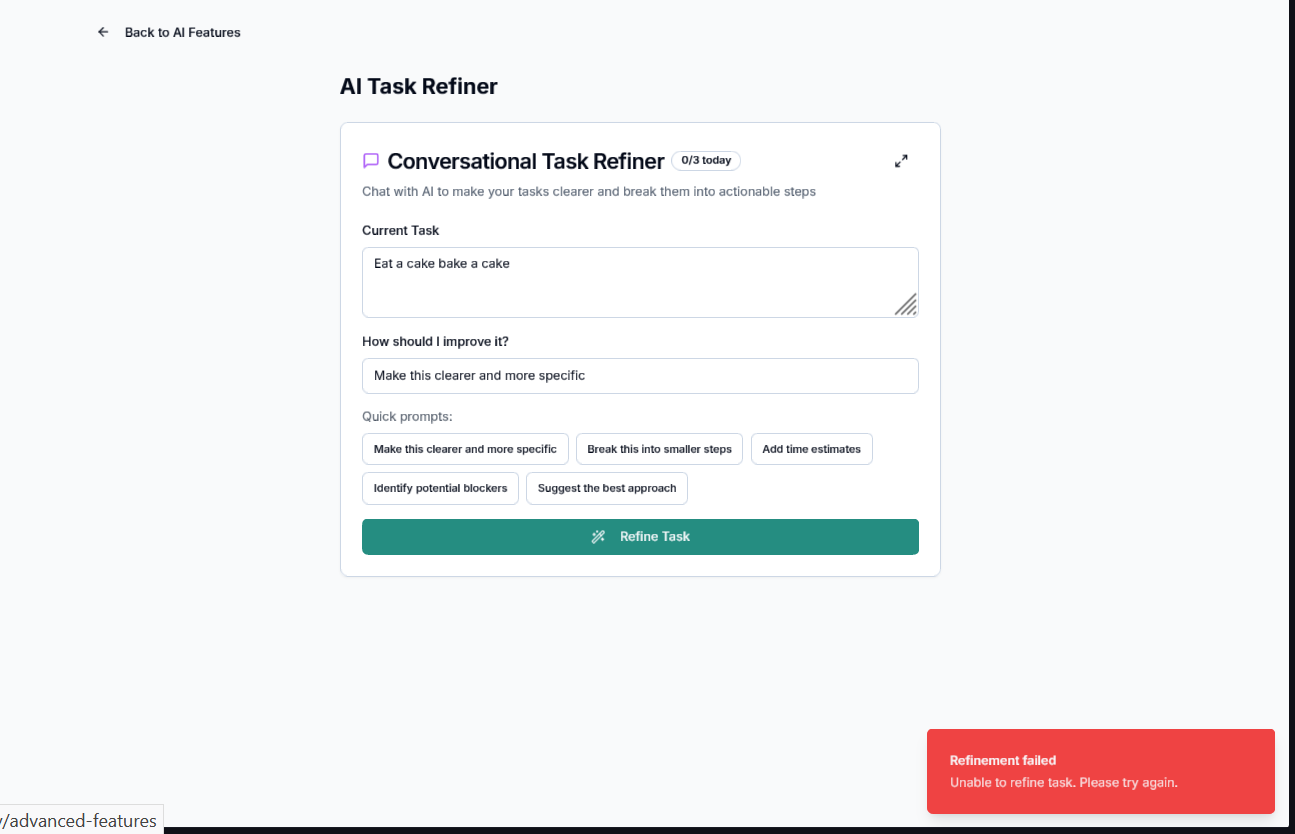 Back to AI Features
AI Task Refiner
Conversational Task Refiner 0/3 today
Chat with AI to make your tasks clearer and break them into actionable steps
Current Task
Eat a cake bake a cake
How should I improve it?
Make this clearer and more specific
Quick prompts:
Make this clearer and more specific Break this into smaller steps Add time estimates
Identify potential blockers Suggest the best approach
Refine Task
Refinement failed
Unable to refine task. Please try again.
/advanced-features